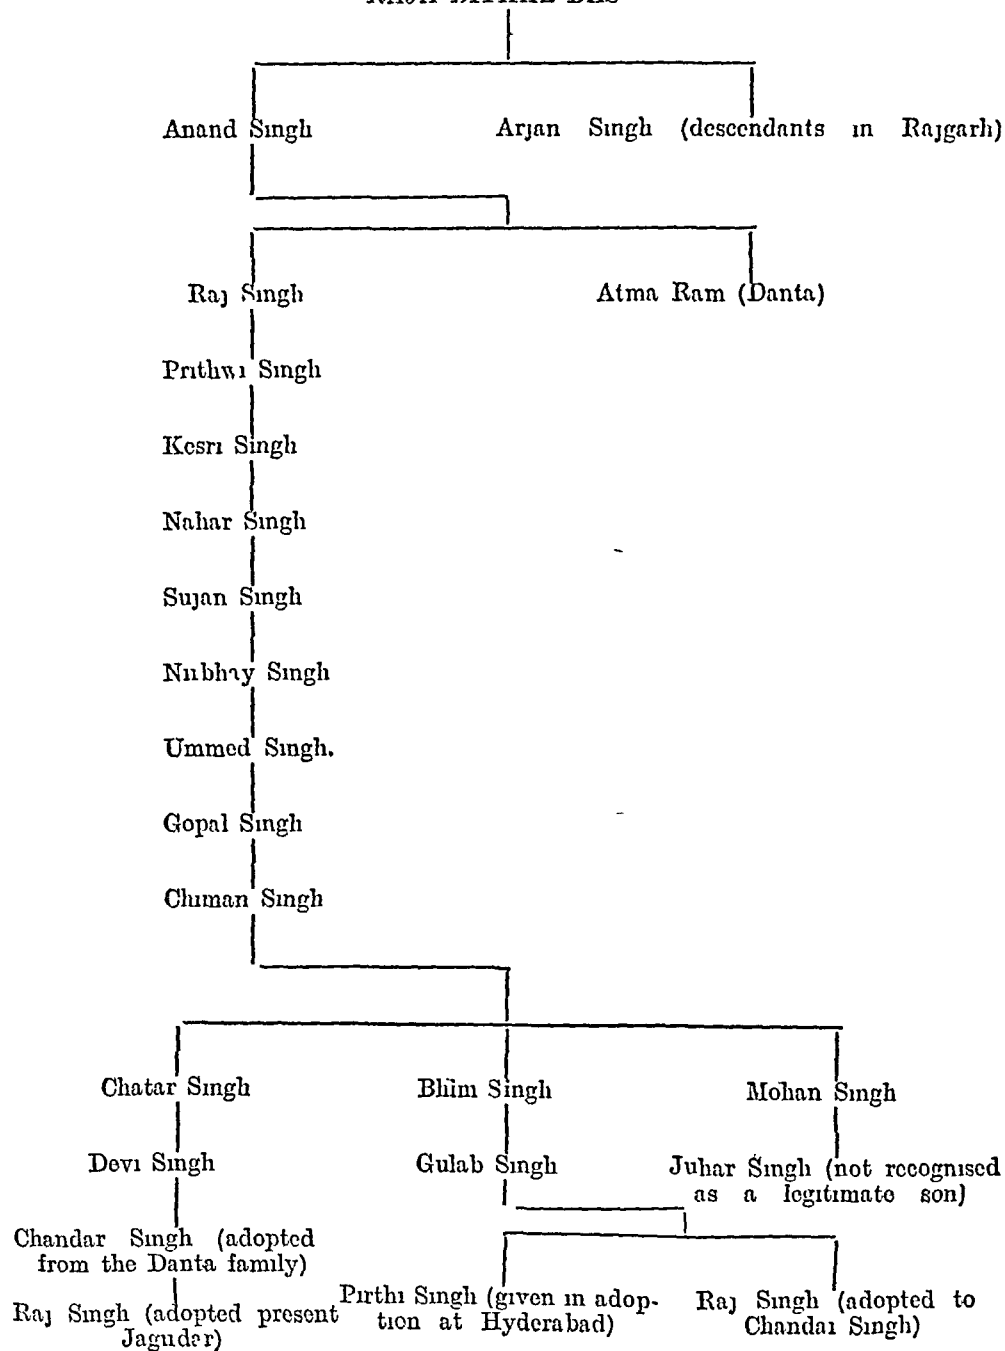 Anand Singh Arjan Singh (descendants in Rajgarh)
Raj Singh Atma Ram (Danta)
Prithwi Singh
Kesri Singh
Nahar Singh
Sujan Singh
Nirbhay Singh
Ummed Singh.
Gopal Singh
Chiman Singh
Chatar Singh Bhim Singh Mohan Singh
Devi Singh Gulab Singh Juhar Singh (not recognised
as a legitimate son)
Chandar Singh (adopted
from the Danta family)
Raj Singh (adopted present
Jagirdar)
Pirthi Singh (given in adop-
tion at Hyderabad)
Raj Singh (adopted to
Chandar Singh)